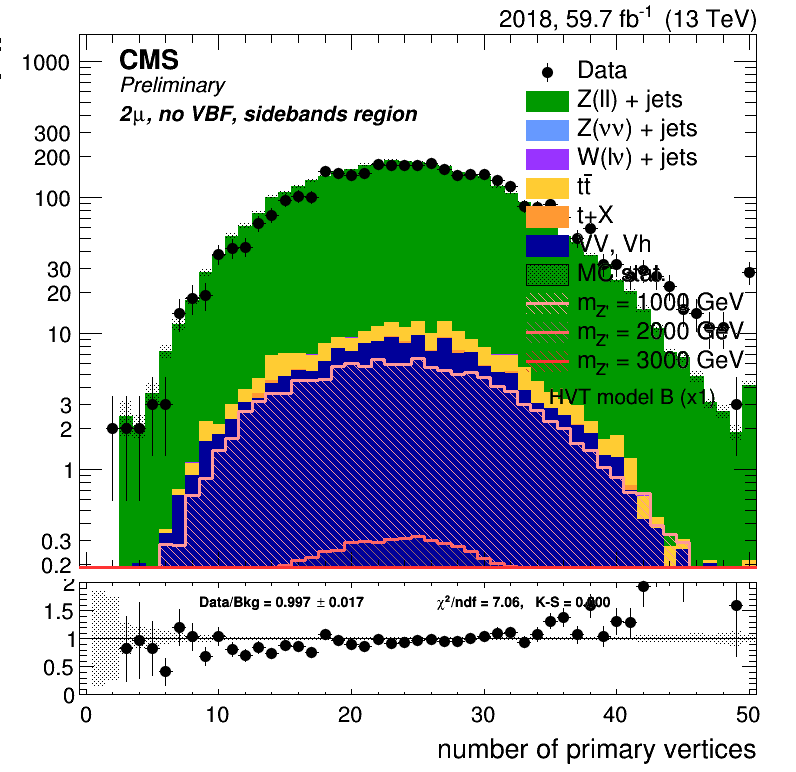 2018, 59.7 fb⁻¹ (13 TeV)
CMS
Preliminary
2μ, no VBF, sidebands region
Data
Z(ll) + jets
Z(νν) + jets
W(lν) + jets
tt̄
t+X
VV, Vh
MC stat.
m_Z' = 1000 GeV
m_Z' = 2000 GeV
m_Z' = 3000 GeV
HVT model B (x1)
1000
300
200
100
30
20
10
3
2
1
0.3
0.2
Data/Bkg = 0.997 ± 0.017
χ²/ndf = 7.06, K-S = 0.000
2
1.5
1
0.5
0
0 10 20 30 40 50
number of primary vertices